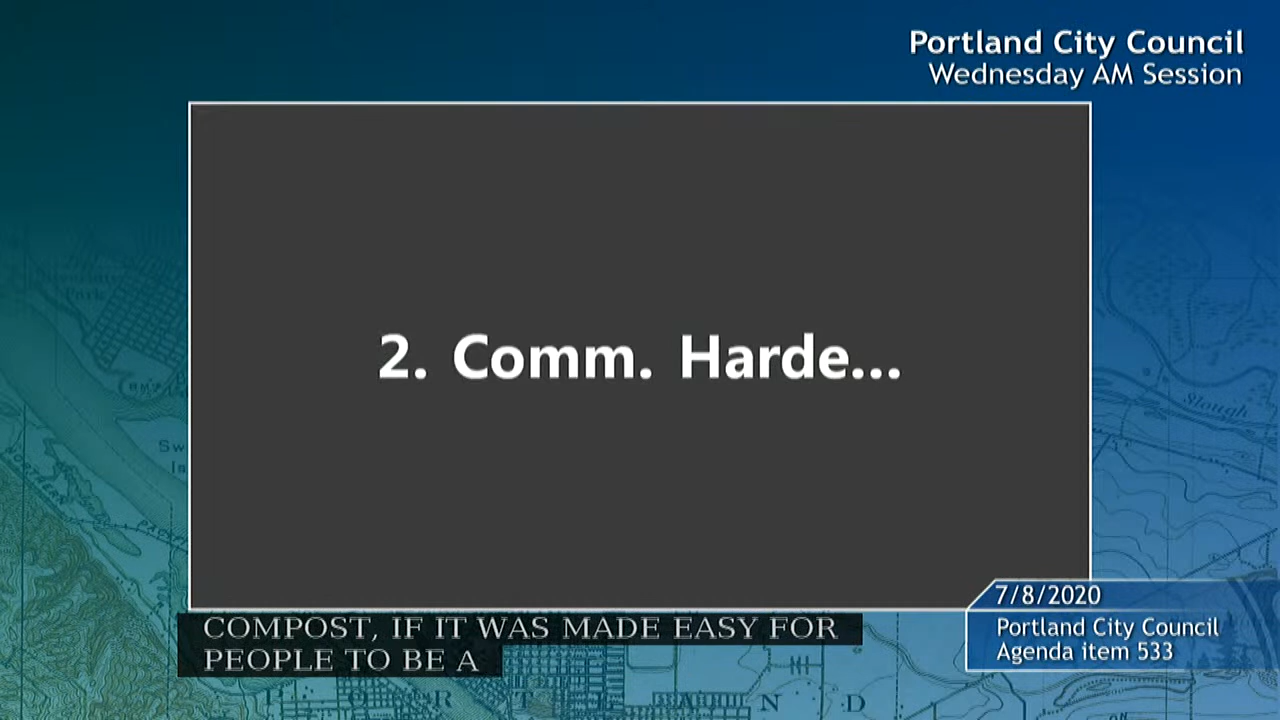 Portland City Council
Wednesday AM Session
2. Comm. Harde...
COMPOST, IF IT WAS MADE EASY FOR
PEOPLE TO BE A
7/8/2020
Portland City Council
Agenda item 533
Slough